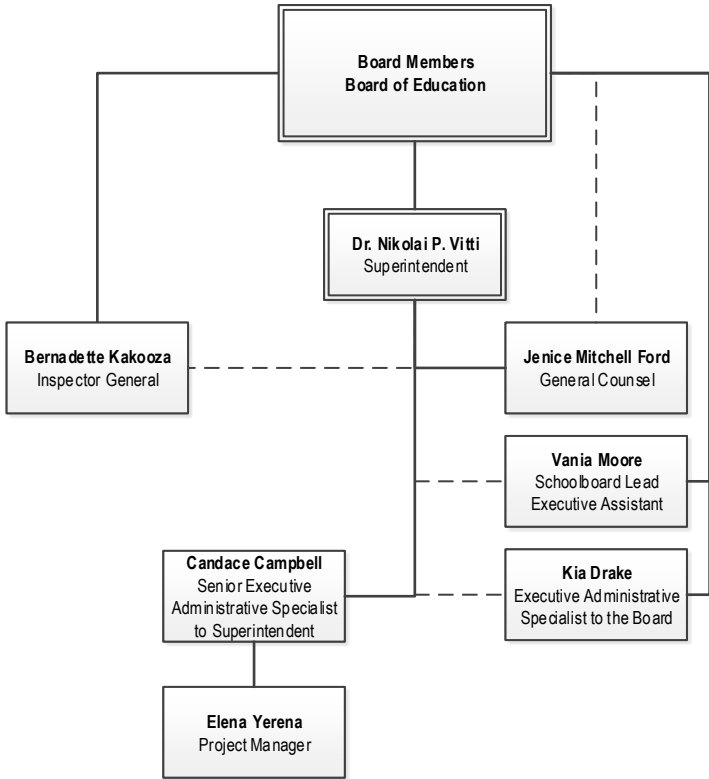 Board Members
Board of Education
Dr. Nikolai P. Vitti
Superintendent
Bernadette Kakooza
Inspector General
Jenice Mitchell Ford
General Counsel
Vania Moore
Schoolboard Lead
Executive Assistant
Candace Campbell
Senior Executive
Administrative Specialist
to Superintendent
Kia Drake
Executive Administrative
Specialist to the Board
Elena Yerena
Project Manager